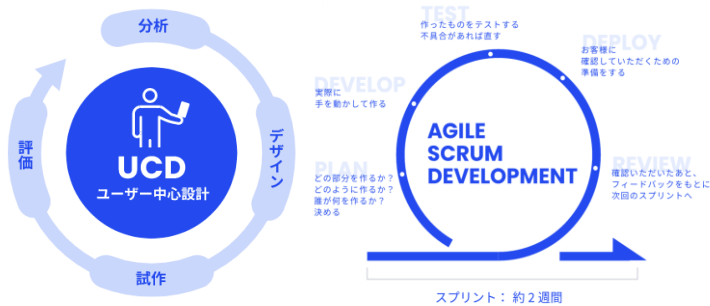 分析
デザイン
試作
評価
UCD
ユーザー中心設計
TEST
作ったものをテストする
不具合があれば直す
DEPLOY
お客様に
確認していただくための
準備をする
DEVELOP
実際に
手を動かして作る
AGILE
SCRUM
DEVELOPMENT
PLAN
どの部分を作るか？
どのように作るか？
誰が何を作るか？
決める
REVIEW
確認いただいたあと、
フィードバックをもとに
次回のスプリントへ
スプリント： 約２週間